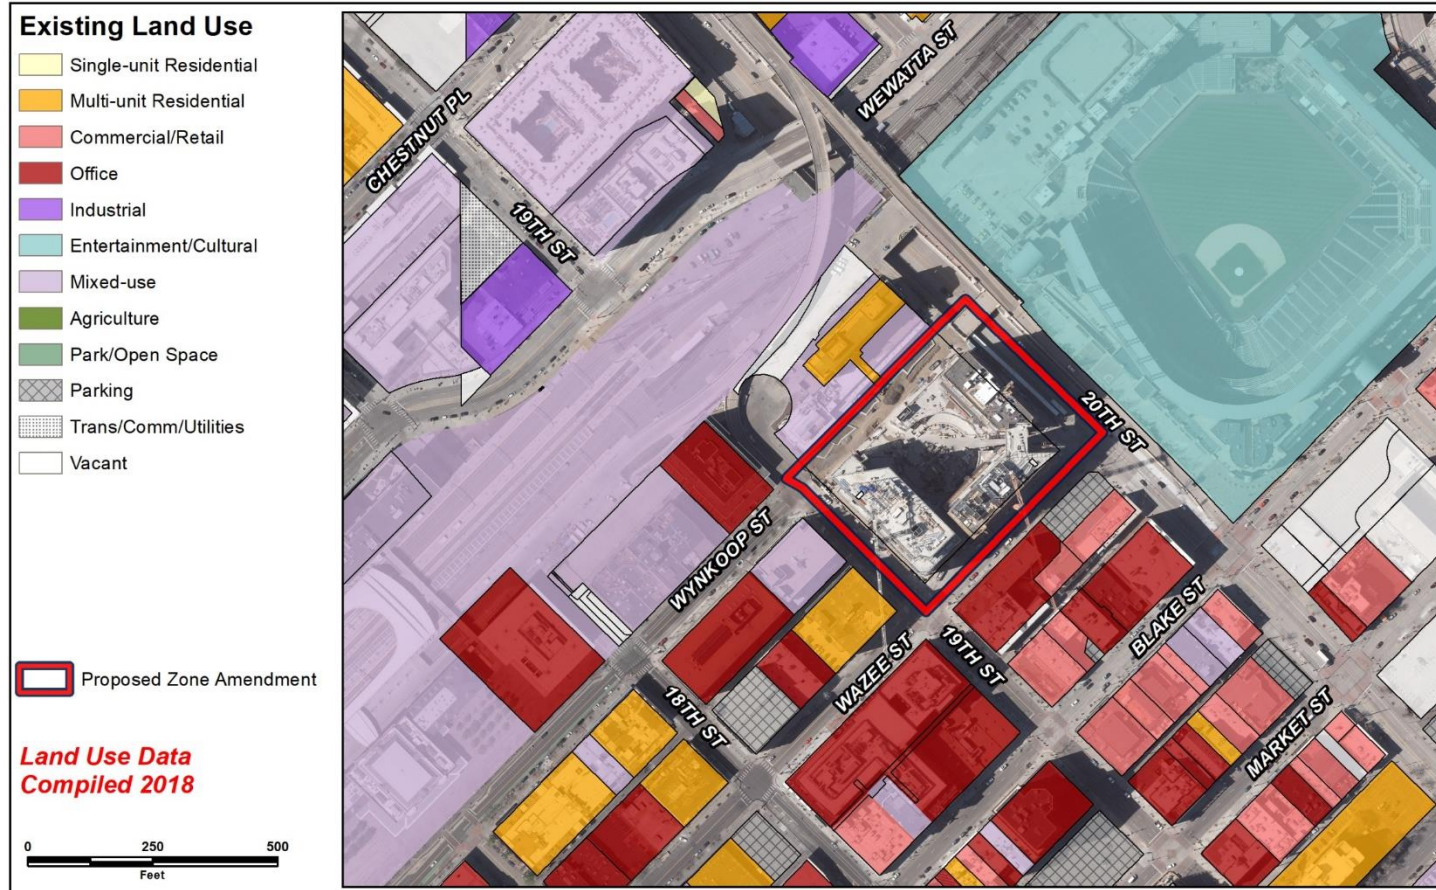 Existing Land Use
Single-unit Residential
Multi-unit Residential
Commercial/Retail
Office
Industrial
Entertainment/Cultural
Mixed-use
Agriculture
Park/Open Space
Parking
Trans/Comm/Utilities
Vacant
Proposed Zone Amendment
Land Use Data
Compiled 2018
0 250 500
Feet
WEWATTA ST
CHESTNUT PL
19TH ST
20TH ST
WYNKOOP ST
BLAKE ST
WAZEE ST
19TH ST
18TH ST
MARKET ST